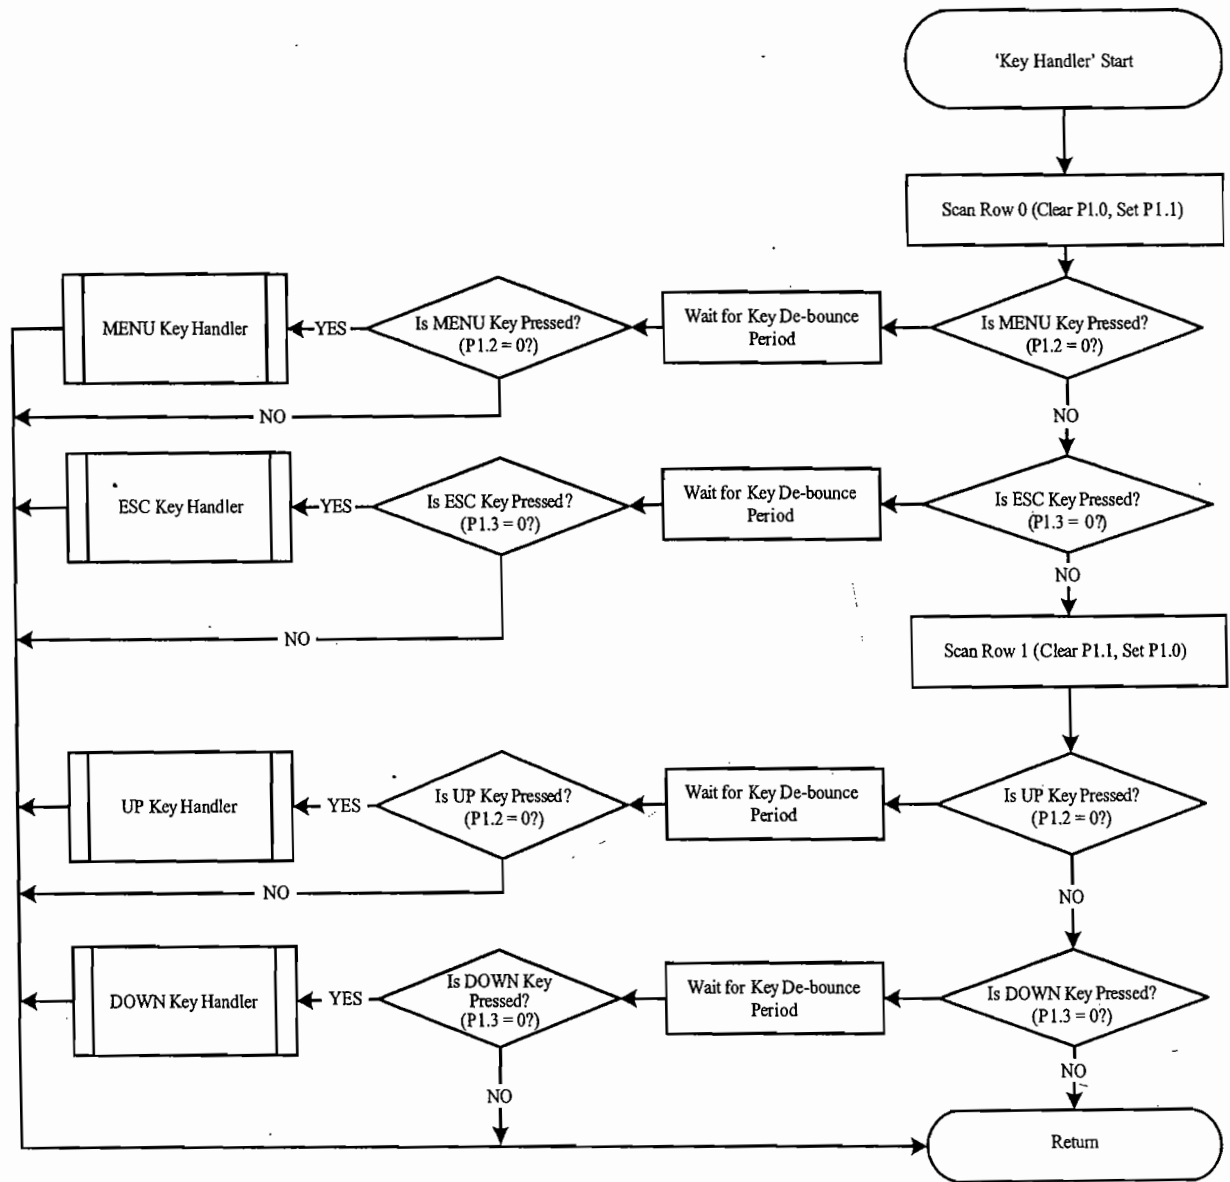 ‘Key Handler’ Start
Scan Row 0 (Clear P1.0, Set P1.1)
MENU Key Handler
YES
Is MENU Key Pressed?
(P1.2 = 0?)
Wait for Key De-bounce
Period
Is MENU Key Pressed?
(P1.2 = 0?)
NO
NO
ESC Key Handler
YES
Is ESC Key Pressed?
(P1.3 = 0?)
Wait for Key De-bounce
Period
Is ESC Key Pressed?
(P1.3 = 0?)
NO
NO
Scan Row 1 (Clear P1.1, Set P1.0)
UP Key Handler
YES
Is UP Key Pressed?
(P1.2 = 0?)
Wait for Key De-bounce
Period
Is UP Key Pressed?
(P1.2 = 0?)
NO
NO
DOWN Key Handler
YES
Is DOWN Key
Pressed?
(P1.3 = 0?)
Wait for Key De-bounce
Period
Is DOWN Key Pressed?
(P1.3 = 0?)
NO
NO
Return